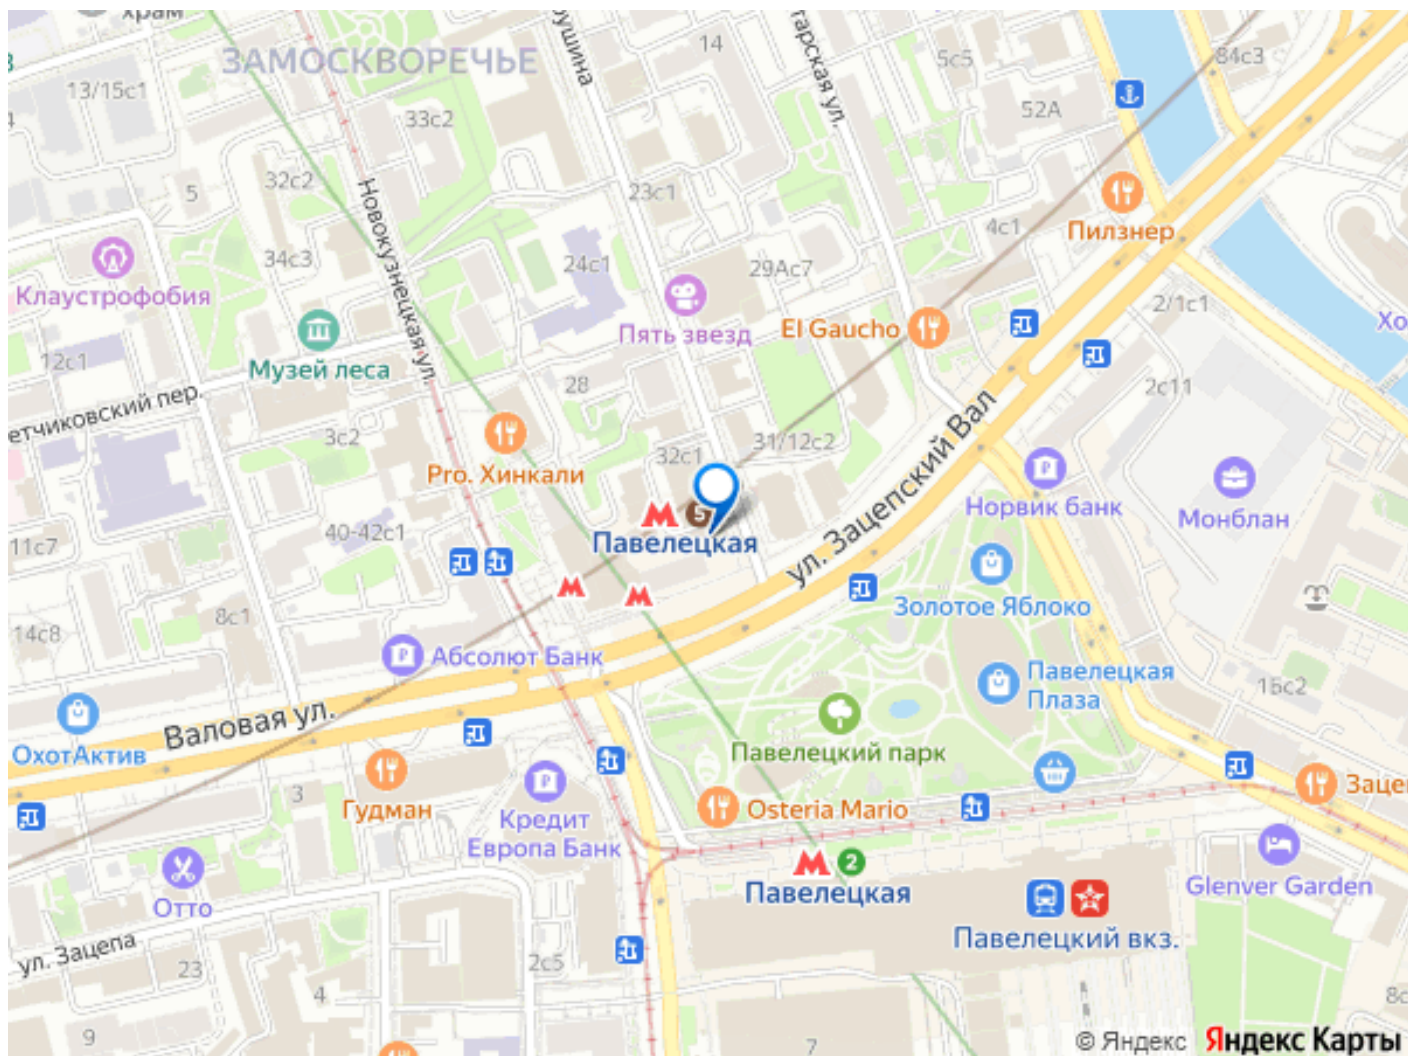 храм
ЗАМОСКВОРЕЧЬЕ
13/15с1
14
5с5
84с3
52А
33с2
32с2
5
23с1
4с1
Пилзнер
34с3
24с1
29Ас7
Клаустрофобия
Новокузнецкая ул.
2/1с1
Пять звезд
El Gaucho
12с1
Музей леса
28
2с11
3с2
31/12с2
32с1
Pro. Хинкали
ул. Зацепский Вал
Норвик банк
Монблан
5
11с7
40-42с1
Павелецкая
Золотое Яблоко
8с1
14с8
Абсолют Банк
Павелецкая
Плаза
16с2
Валовая ул.
ОхотАктив
Павелецкий парк
3
Гудман
Osteria Mario
Кредит
Европа Банк
2
Павелецкая
Glenver Garden
Отто
Павелецкий вкз.
ул. Зацепа
23
2с5
4
9
7
© Яндекс Яндекс Карты